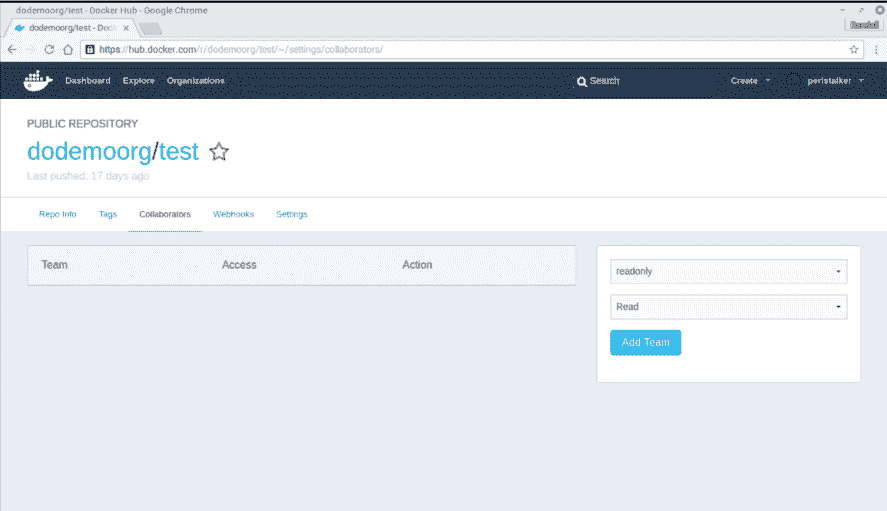 dodemoorg/test - Docker Hub - Google Chrome
dodemoorg/test - Dock
https://hub.docker.com/r/dodemoorg/test/~/settings/collaborators/
Dashboard Explore Organizations Search Create peristalker
PUBLIC REPOSITORY
dodemoorg/test
Last pushed: 17 days ago
Repo Info Tags Collaborators Webhooks Settings
Team Access Action
readonly
Read
Add Team